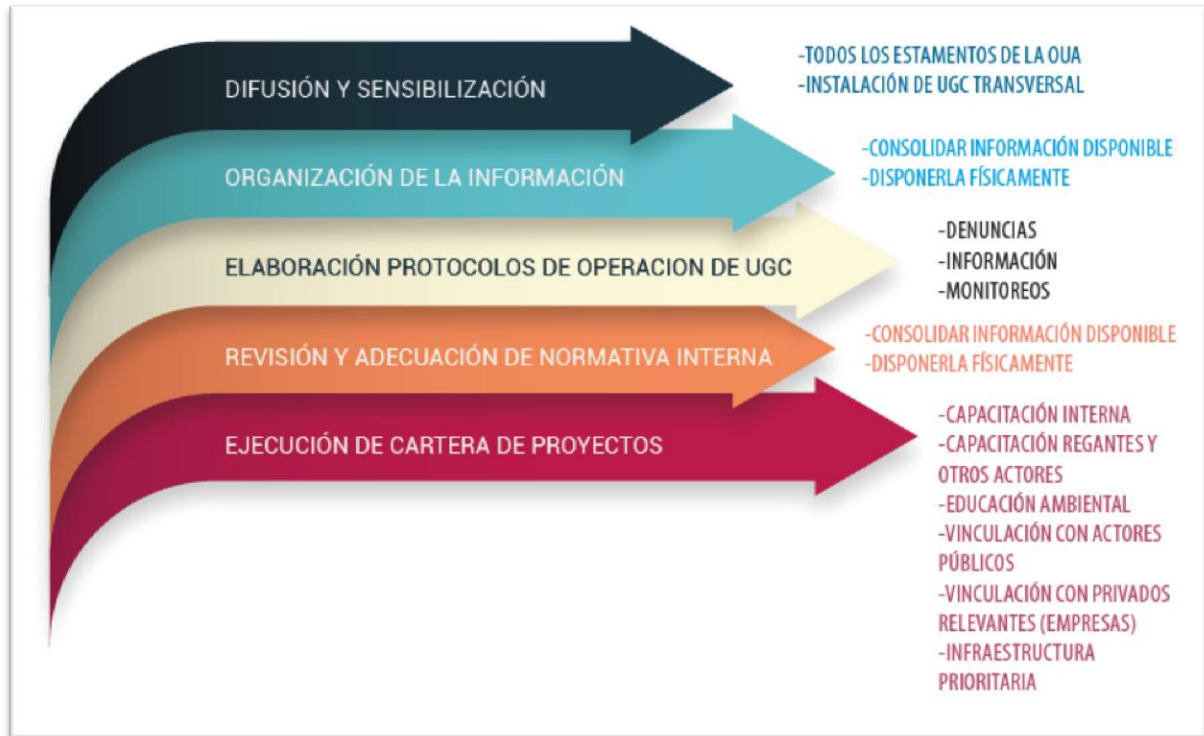 DIFUSIÓN Y SENSIBILIZACIÓN
-TODOS LOS ESTAMENTOS DE LA OUA
-INSTALACIÓN DE UGC TRANSVERSAL
ORGANIZACIÓN DE LA INFORMACIÓN
-CONSOLIDAR INFORMACIÓN DISPONIBLE
-DISPONERLA FÍSICAMENTE
ELABORACIÓN PROTOCOLOS DE OPERACION DE UGC
-DENUNCIAS
-INFORMACIÓN
-MONITOREOS
REVISIÓN Y ADECUACIÓN DE NORMATIVA INTERNA
-CONSOLIDAR INFORMACIÓN DISPONIBLE
-DISPONERLA FÍSICAMENTE
EJECUCIÓN DE CARTERA DE PROYECTOS
-CAPACITACIÓN INTERNA
-CAPACITACIÓN REGANTES Y
OTROS ACTORES
-EDUCACIÓN AMBIENTAL
-VINCULACIÓN CON ACTORES
PÚBLICOS
-VINCULACIÓN CON PRIVADOS
RELEVANTES (EMPRESAS)
-INFRAESTRUCTURA
PRIORITARIA